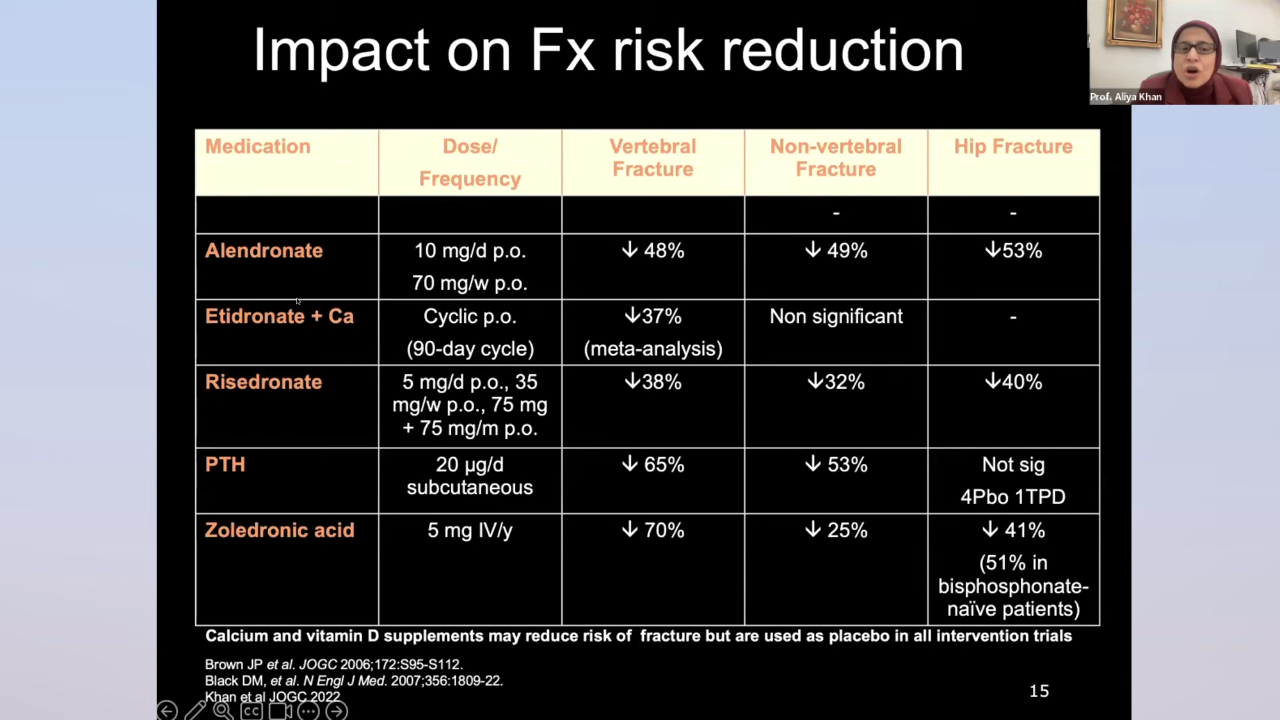 Impact on Fx risk reduction
Prof. Aliya Khan
Medication
Dose/
Frequency
Vertebral
Fracture
Non-vertebral
Fracture
Hip Fracture
-
-
Alendronate
10 mg/d p.o.
70 mg/w p.o.
↓ 48%
↓ 49%
↓53%
Etidronate + Ca
Cyclic p.o.
(90-day cycle)
↓37%
(meta-analysis)
Non significant
-
Risedronate
5 mg/d p.o., 35
mg/w p.o., 75 mg
+ 75 mg/m p.o.
↓38%
↓32%
↓40%
PTH
20 µg/d
subcutaneous
↓ 65%
↓ 53%
Not sig
4Pbo 1TPD
Zoledronic acid
5 mg IV/y
↓ 70%
↓ 25%
↓ 41%
(51% in
bisphosphonate-
naïve patients)
Calcium and vitamin D supplements may reduce risk of fracture but are used as placebo in all intervention trials
Brown JP et al. JOGC 2006;172:S95-S112.
Black DM, et al. N Engl J Med. 2007;356:1809-22.
Khan et al JOGC 2022
CC
15